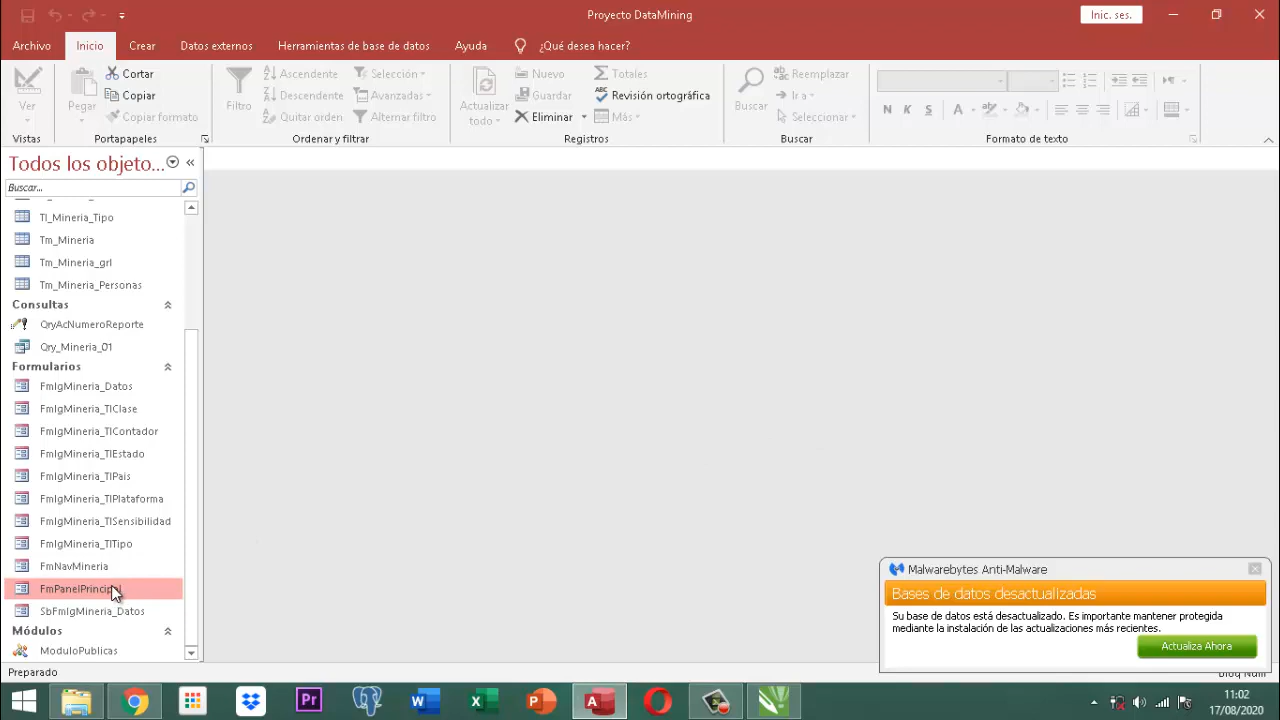 Proyecto DataMining
Inic. ses.
Archivo Inicio Crear Datos externos Herramientas de base de datos Ayuda ¿Qué desea hacer?
Ver
Vistas
Pegar
Cortar
Copiar
Copiar formato
Portapapeles
Filtro
Ascendente
Descendente
Quitar orden
Selección
Avanzadas
Alternar filtro
Ordenar y filtrar
Actualizar
todo
Nuevo
Guardar
Eliminar
Totales
Revisión ortográfica
Más
Registros
Buscar
Reemplazar
Ir a
Seleccionar
Buscar
N K S
A
Formato de texto
Todos los objeto...
Buscar...
Tl_Mineria_Tipo
Tm_Mineria
Tm_Mineria_grl
Tm_Mineria_Personas
Consultas
QryAcNumeroReporte
Qry_Mineria_01
Formularios
FmIgMineria_Datos
FmIgMineria_TlClase
FmIgMineria_TlContador
FmIgMineria_TlEstado
FmIgMineria_TlPais
FmIgMineria_TlPlataforma
FmIgMineria_TlSensibilidad
FmIgMineria_TlTipo
FmNavMineria
FmPanelPrincipal
SbFmIgMineria_Datos
Módulos
ModuloPublicas
Preparado
Malwarebytes Anti-Malware
Bases de datos desactualizadas
Su base de datos está desactualizado. Es importante mantener protegida
mediante la instalación de las actualizaciones más recientes.
Actualiza Ahora
Bloq Num
Pr
11:02
17/08/2020